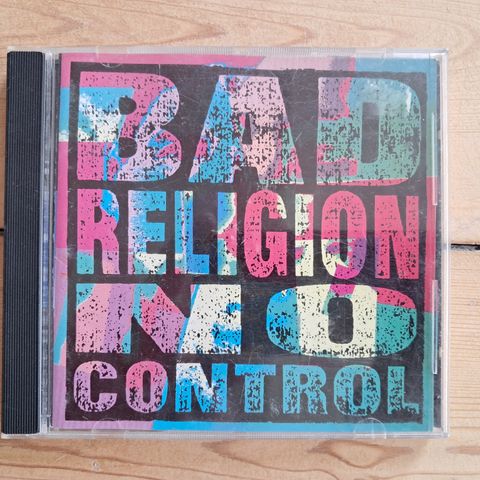 BAD
RELIGION
NO
CONTROL